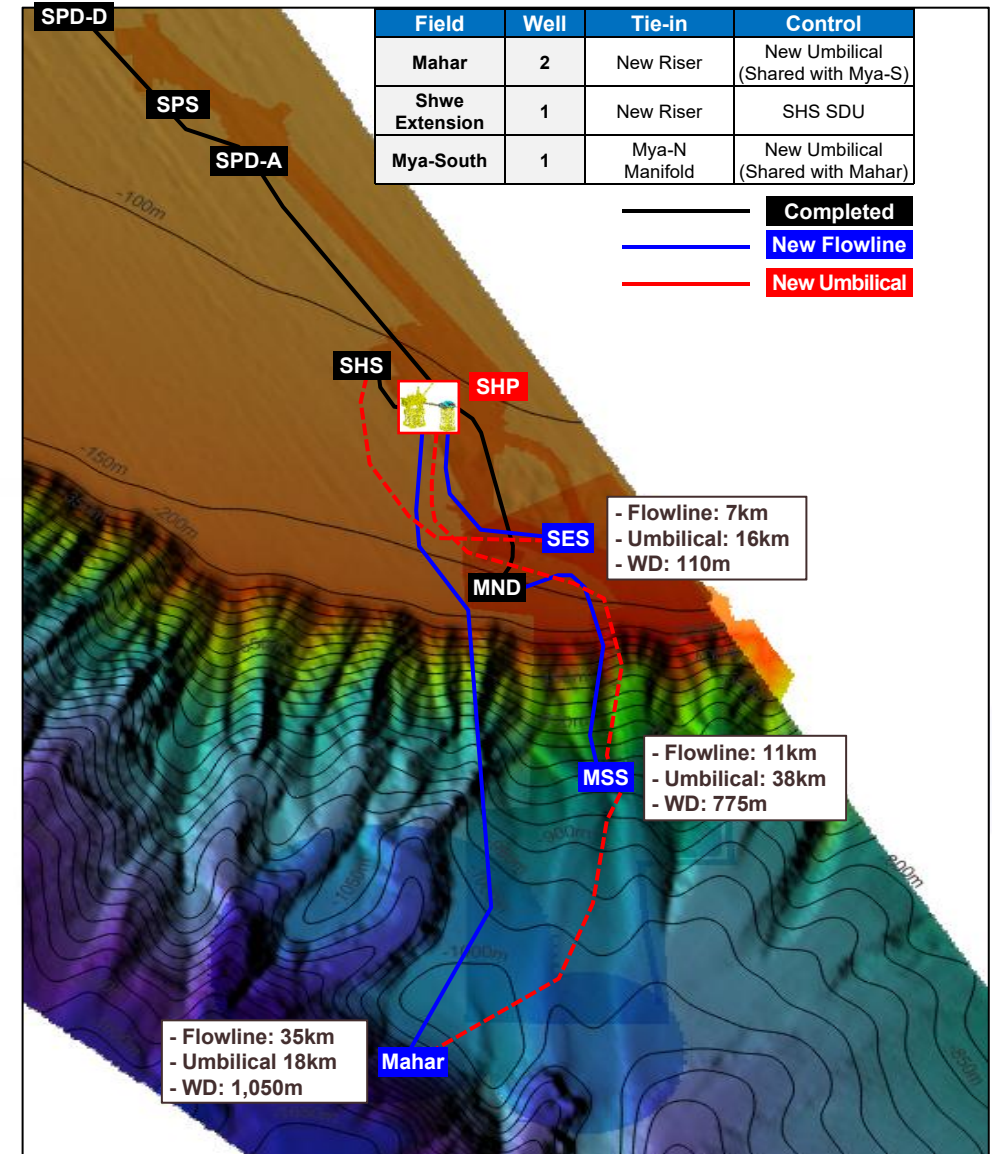 SPD-D
SPS
SPD-A
Field Well Tie-in Control
Mahar 2 New Riser New Umbilical
(Shared with Mya-S)
Shwe
Extension 1 New Riser SHS SDU
Mya-South 1 Mya-N
Manifold New Umbilical
(Shared with Mahar)
Completed
New Flowline
New Umbilical
-100m
SHS
SHP
-150m
-200m
- Flowline: 7km
- Umbilical: 16km
- WD: 110m
SES
MND
- Flowline: 11km
- Umbilical: 38km
- WD: 775m
MSS
-900m
-800m
-1050m
-1000m
-850m
- Flowline: 35km
- Umbilical 18km
- WD: 1,050m
Mahar